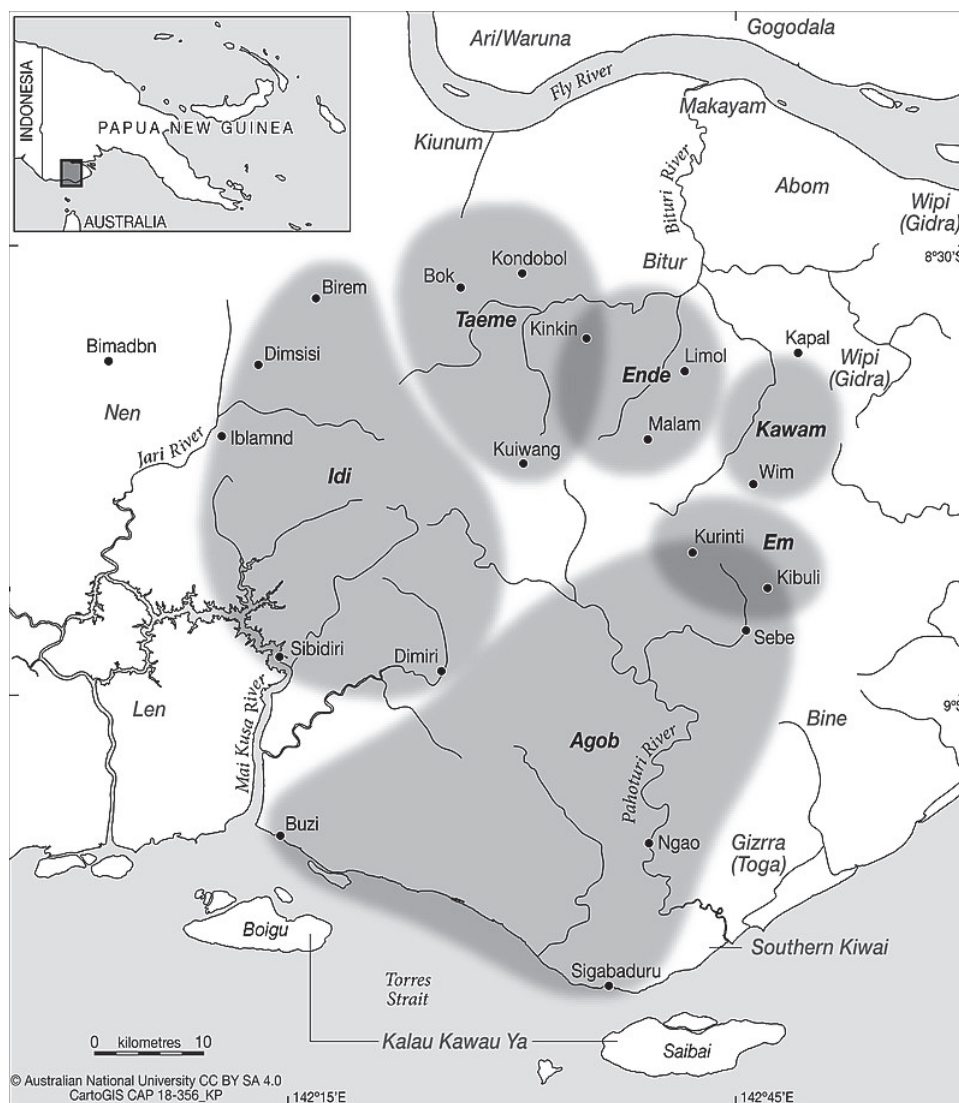 INDONESIA
PAPUA NEW GUINEA
AUSTRALIA
Ari/Waruna
Gogodala
Fly River
Makayam
Kiunum
Bituri River
Abom
Wipi
(Gidra)
8°30'S
Bitur
Kondobol
Bok
Birem
Taeme
Kinkin
Kapal
Bimadbn
Dimsisi
Limol
Wipi
(Gidra)
Ende
Nen
Malam
Kawam
Iblamnd
Jari River
Kuiwang
Idi
Wim
Kurinti
Em
Kibuli
Sebe
Sibidiri
Dimiri
Len
Mai Kusa River
9°S
Bine
Agob
Pahoturi River
Buzi
Ngao
Gizrra
(Toga)
Boigu
Southern Kiwai
Sigabaduru
Torres
Strait
Kalau Kawau Ya
Saibai
0 kilometres 10
© Australian National University CC BY SA 4.0
CartoGIS CAP 18-356_KP
142°15'E
142°45'E